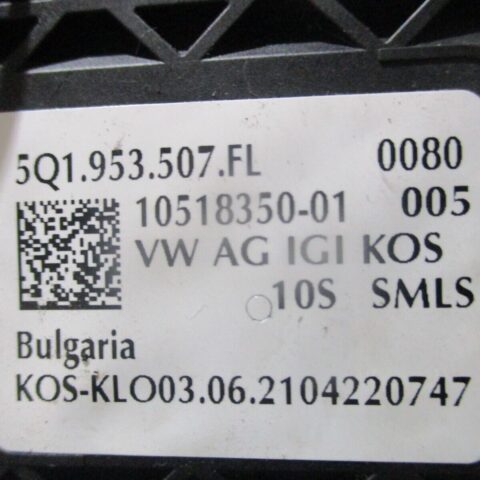 5Q1.953.507.FL 0080
10518350-01 005
VW AG IGI KOS
10S SMLS
Bulgaria
KOS-KLO03.06.2104220747